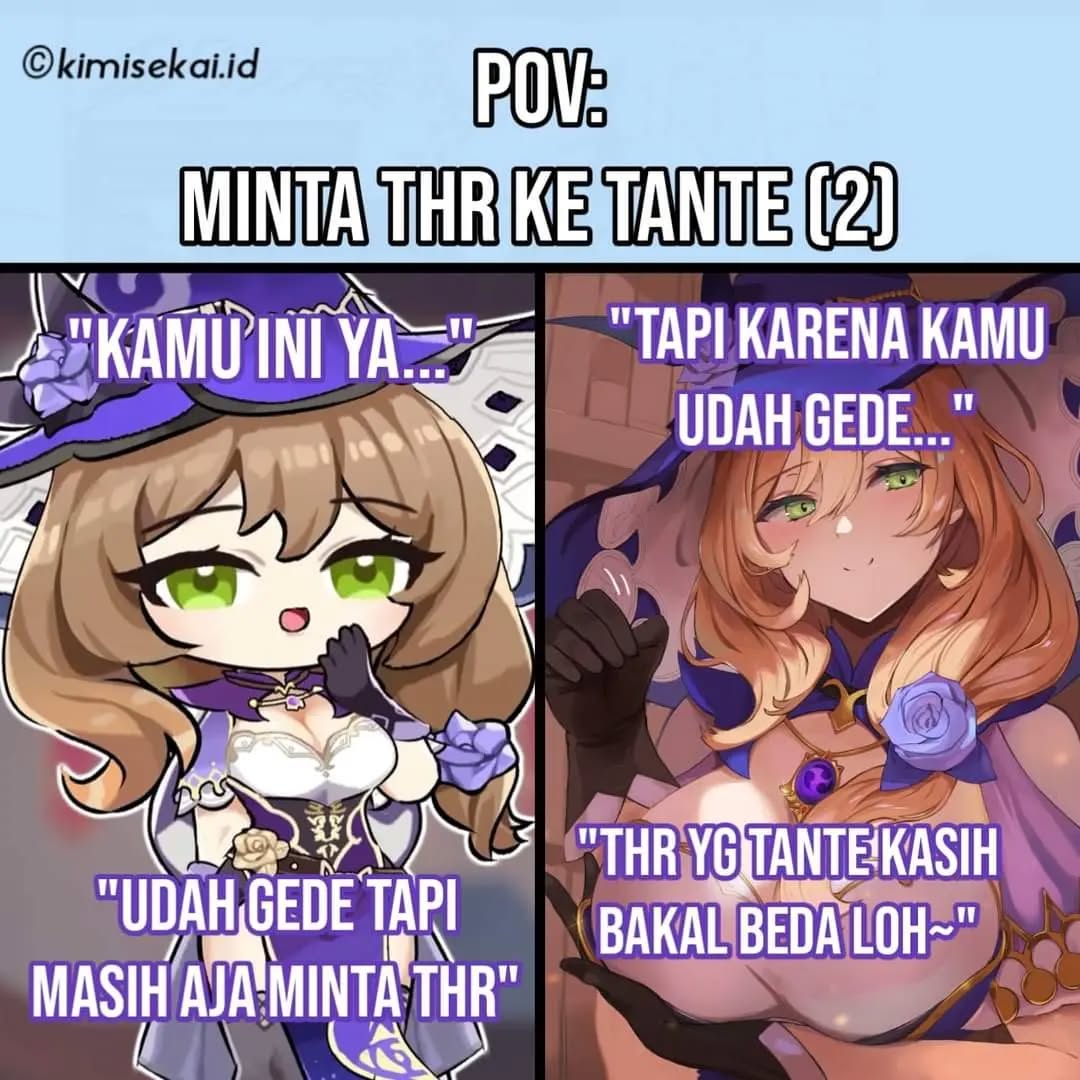 ©kimisekai.id
POV:
MINTA THR KE TANTE (2)
"KAMU INI YA..."
"UDAH GEDE TAPI
MASIH AJA MINTA THR"
"TAPI KARENA KAMU
UDAH GEDE..."
"THR YG TANTE KASIH
BAKAL BEDA LOH~"